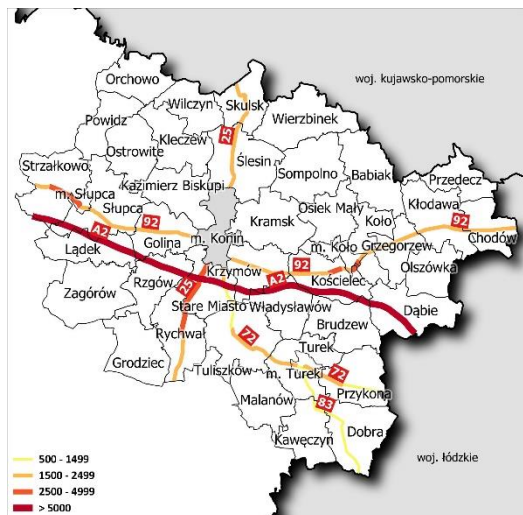 Orchowo
woj. kujawsko-pomorskie
Wilczyn
Skulsk
Powidz
Wierzbinek
25
Kleczew
Ostrowite
Ślesin
Strzałkowo
Sompolno
Babiak
Przedecz
Kazimierz Biskupi
m. Słupca
Kłodawa
Słupca
Osiek Mały
Koło
92
Kramsk
92
A2
Chodów
Golina
m. Konin
m. Koło
Grzegorzew
Lądek
92
Olszówka
Krzymów
A2
Kościelec
Rzgów
25
Zagórów
Stare Miasto
Władysławów
Dąbie
Brudzew
Rychwał
72
Turek
Grodziec
Tuliszków
m. Turek
72
Przykona
Malanów
83
Dobra
Kawęczyn
woj. łódzkie
500 - 1499
1500 - 2499
2500 - 4999
> 5000